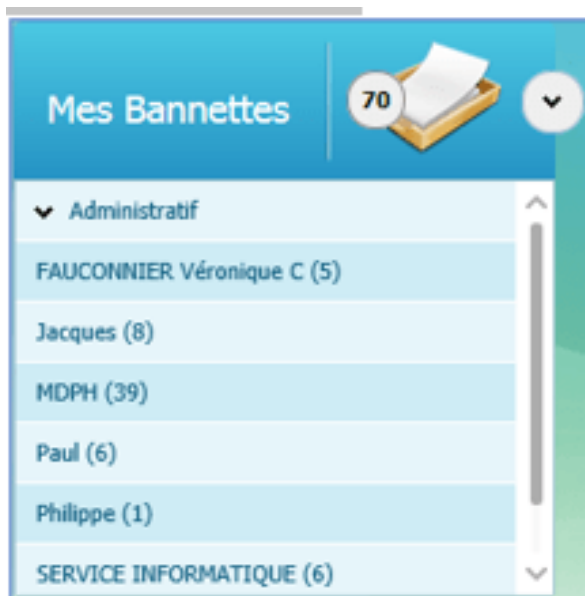 Mes Bannettes
70
Administratif
FAUCONNIER Véronique C (5)
Jacques (8)
MDPH (39)
Paul (6)
Philippe (1)
SERVICE INFORMATIQUE (6)